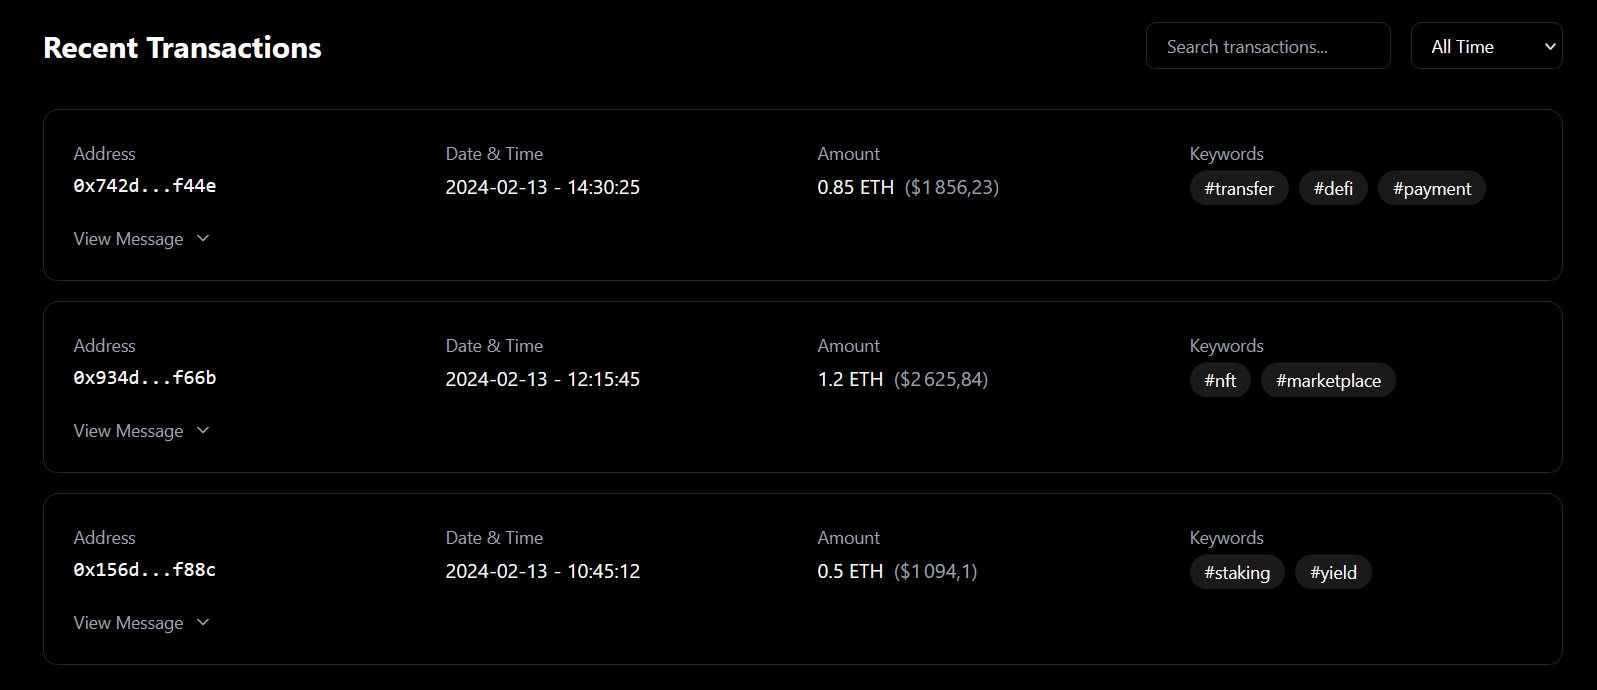 Recent Transactions
Search transactions...
All Time
Address
0x742d...f44e
Date & Time
2024-02-13 - 14:30:25
Amount
0.85 ETH ($1 856,23)
Keywords
#transfer #defi #payment
View Message
Address
0x934d...f66b
Date & Time
2024-02-13 - 12:15:45
Amount
1.2 ETH ($2 625,84)
Keywords
#nft #marketplace
View Message
Address
0x156d...f88c
Date & Time
2024-02-13 - 10:45:12
Amount
0.5 ETH ($1 094,1)
Keywords
#staking #yield
View Message